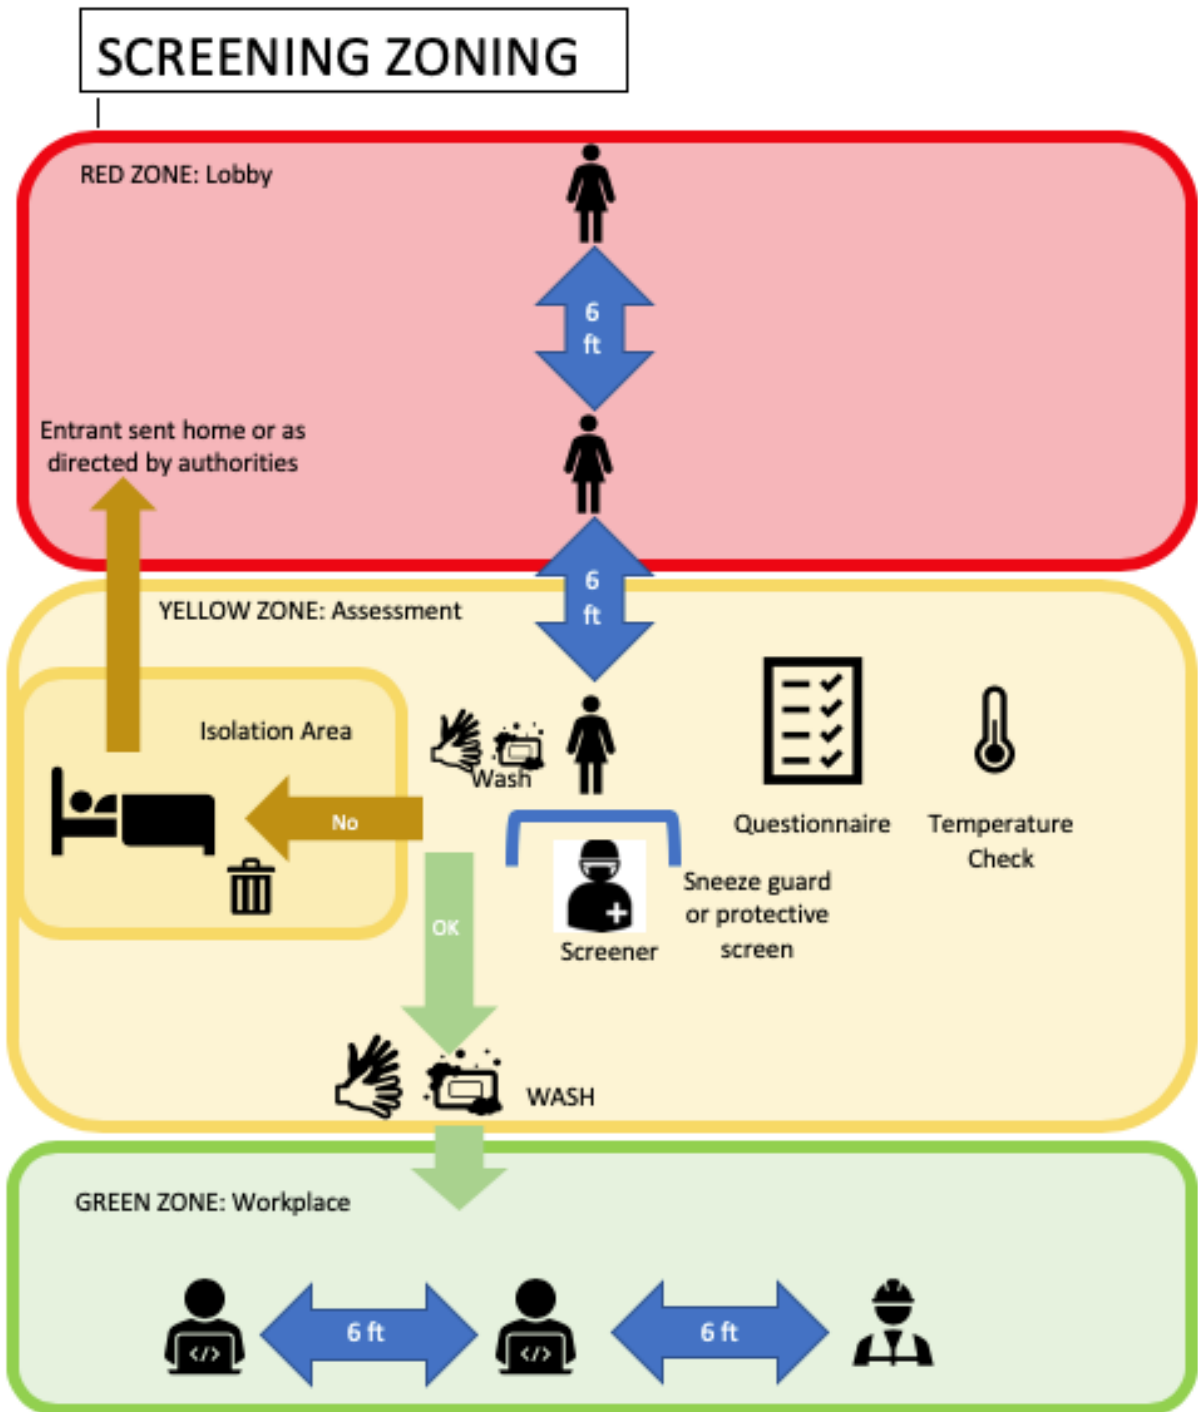 SCREENING ZONING
RED ZONE: Lobby
6
ft
Entrant sent home or as
directed by authorities
6
ft
YELLOW ZONE: Assessment
Isolation Area
Wash
No
Questionnaire
Temperature
Check
Sneeze guard
or protective
screen
OK
Screener
WASH
GREEN ZONE: Workplace
</>
6 ft
</>
6 ft